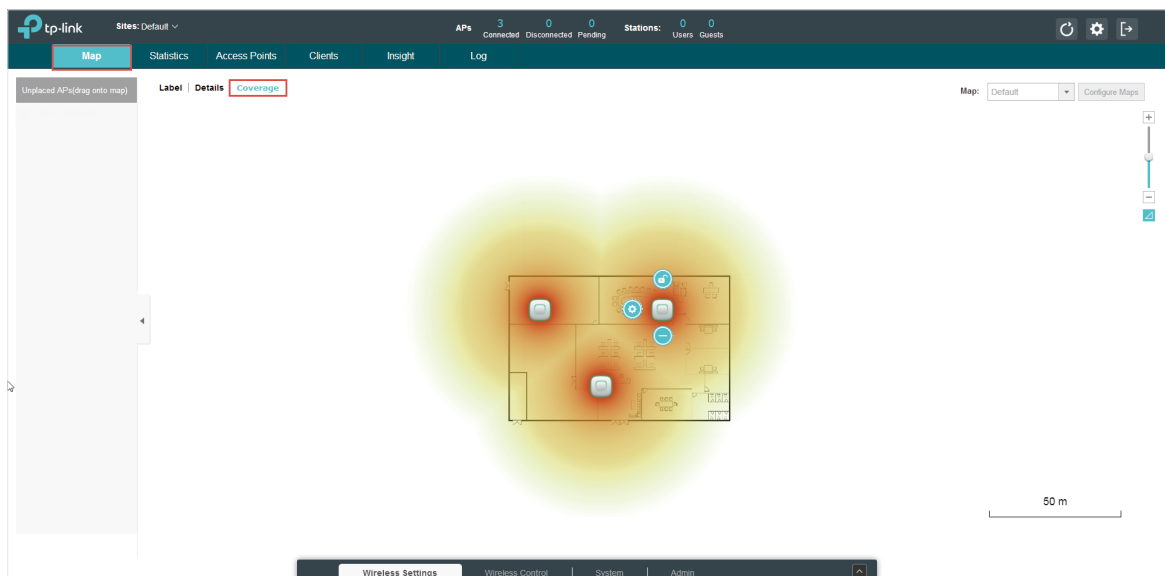 tp-link Sites: Default APs 3 0 0 Stations: 0 0
Connected Disconnected Pending Users Guests
Map Statistics Access Points Clients Insight Log
Unplaced APs(drag onto map) Label | Details Coverage Map: Default Configure Maps
50 m
Wireless Settings Wireless Control | System | Admin